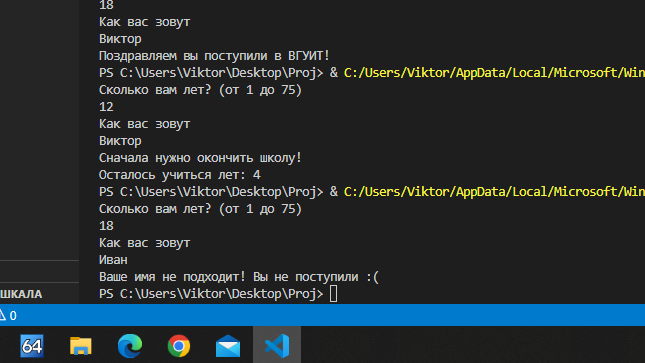 18
Как вас зовут
Виктор
Поздравляем вы поступили в ВГУИТ!
PS C:\Users\Viktor\Desktop\Proj> & C:/Users/Viktor/AppData/Local/Microsoft/Win
Сколько вам лет? (от 1 до 75)
12
Как вас зовут
Виктор
Сначала нужно окончить школу!
Осталось учиться лет: 4
PS C:\Users\Viktor\Desktop\Proj> & C:/Users/Viktor/AppData/Local/Microsoft/Win
Сколько вам лет? (от 1 до 75)
18
Как вас зовут
Иван
Ваше имя не подходит! Вы не поступили :(
PS C:\Users\Viktor\Desktop\Proj>
ШКАЛА
0
64